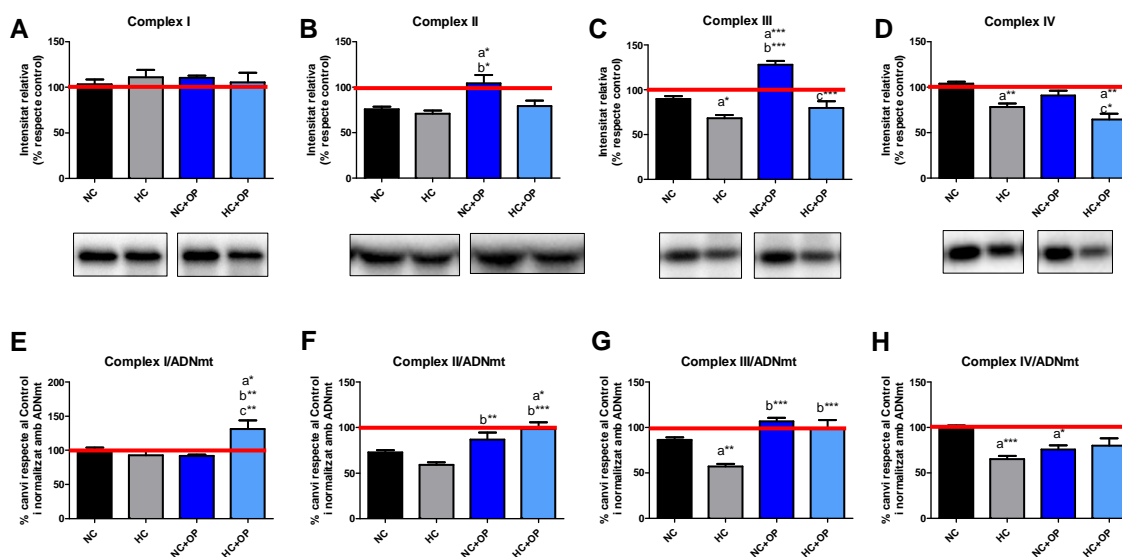 A
Complex I
Intensitat relativa
(% respecte control)
150
100
50
0
NC
HC
NC+OP
HC+OP
B
Complex II
Intensitat relativa
(% respecte control)
150
100
50
0
a*
b*
NC
HC
NC+OP
HC+OP
C
Complex III
Intensitat relativa
(% respecte control)
150
100
50
0
a*
a***
b***
c***
NC
HC
NC+OP
HC+OP
D
Complex IV
Intensitat relativa
(% respecte control)
150
100
50
0
a**
a**
c*
NC
HC
NC+OP
HC+OP
E
Complex I/ADNmt
% canvi respecte al Control
i normalitzat amb ADNmt
200
150
100
50
0
a*
b**
c**
NC
HC
NC+OP
HC+OP
F
Complex II/ADNmt
% canvi respecte al Control
i normalitzat amb ADNmt
150
100
50
0
b**
a*
b***
NC
HC
NC+OP
HC+OP
G
Complex III/ADNmt
% canvi respecte al Control
i normalitzat amb ADNmt
150
100
50
0
a**
b***
b***
NC
HC
NC+OP
HC+OP
H
Complex IV/ADNmt
% canvi respecte al Control
i normalitzat amb ADNmt
150
100
50
0
a***
a*
NC
HC
NC+OP
HC+OP